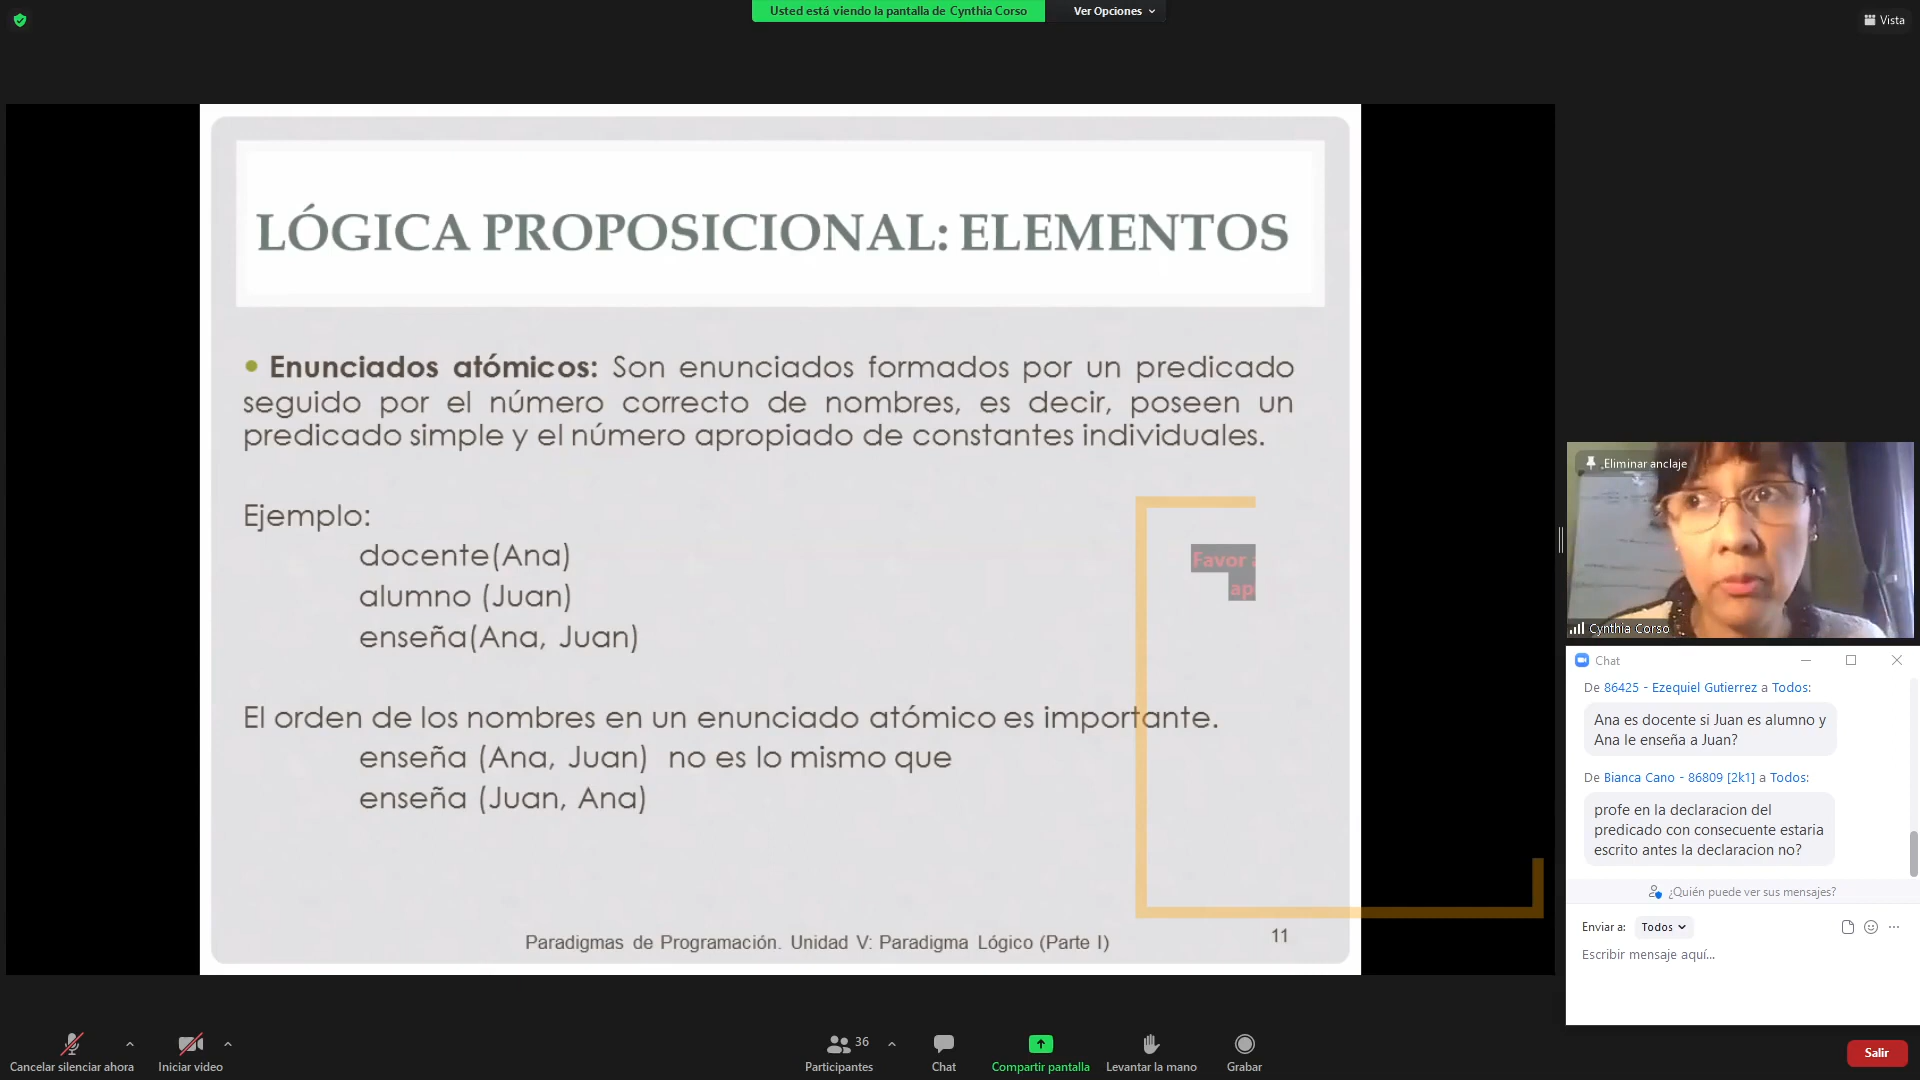 Usted está viendo la pantalla de Cynthia Corso
Ver Opciones
Vista
LÓGICA PROPOSICIONAL: ELEMENTOS
Enunciados atómicos: Son enunciados formados por un predicado
seguido por el número correcto de nombres, es decir, poseen un
predicado simple y el número apropiado de constantes individuales.
Ejemplo:
docente(Ana)
alumno (Juan)
enseña(Ana, Juan)
Favor
ap
El orden de los nombres en un enunciado atómico es importante.
enseña (Ana, Juan) no es lo mismo que
enseña (Juan, Ana)
Paradigmas de Programación. Unidad V: Paradigma Lógico (Parte I)
11
Eliminar anclaje
Cynthia Corso
Chat
De 86425 - Ezequiel Gutierrez a Todos:
Ana es docente si Juan es alumno y
Ana le enseña a Juan?
De Bianca Cano - 86809 [2k1] a Todos:
profe en la declaracion del
predicado con consecuente estaria
escrito antes la declaracion no?
¿Quién puede ver sus mensajes?
Enviar a: Todos
Escribir mensaje aquí...
Cancelar silenciar ahora
Iniciar video
36
Participantes
Chat
Compartir pantalla
Levantar la mano
Grabar
Salir